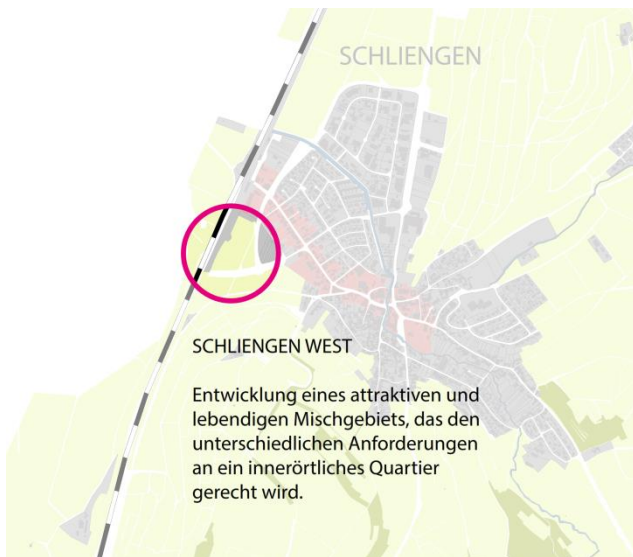 SCHLIENGEN
SCHLIENGEN WEST
Entwicklung eines attraktiven und
lebendigen Mischgebiets, das den
unterschiedlichen Anforderungen
an ein innerörtliches Quartier
gerecht wird.